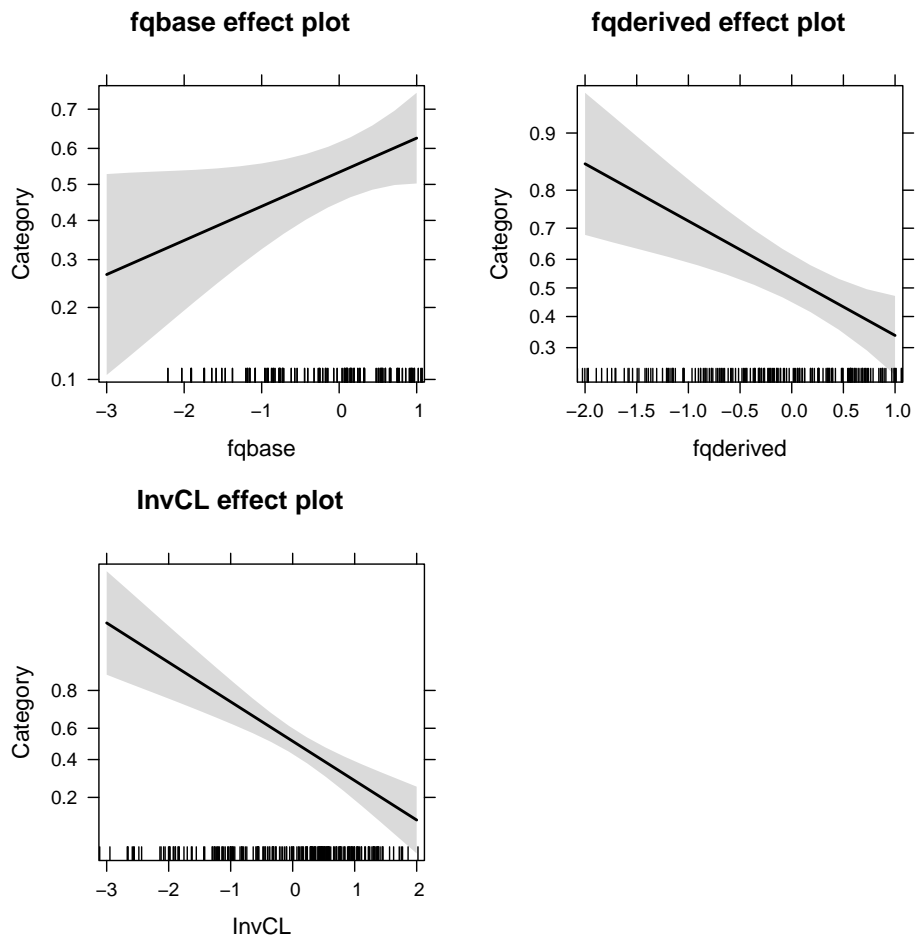 fqbase effect plot
fqderived effect plot
Category
0.7
0.6
0.5
0.4
0.3
0.2
0.1
−3 −2 −1 0 1
fqbase
Category
0.9
0.8
0.7
0.6
0.5
0.4
0.3
−2.0 −1.5 −1.0 −0.5 0.0 0.5 1.0
fqderived
InvCL effect plot
Category
0.8
0.6
0.4
0.2
−3 −2 −1 0 1 2
InvCL